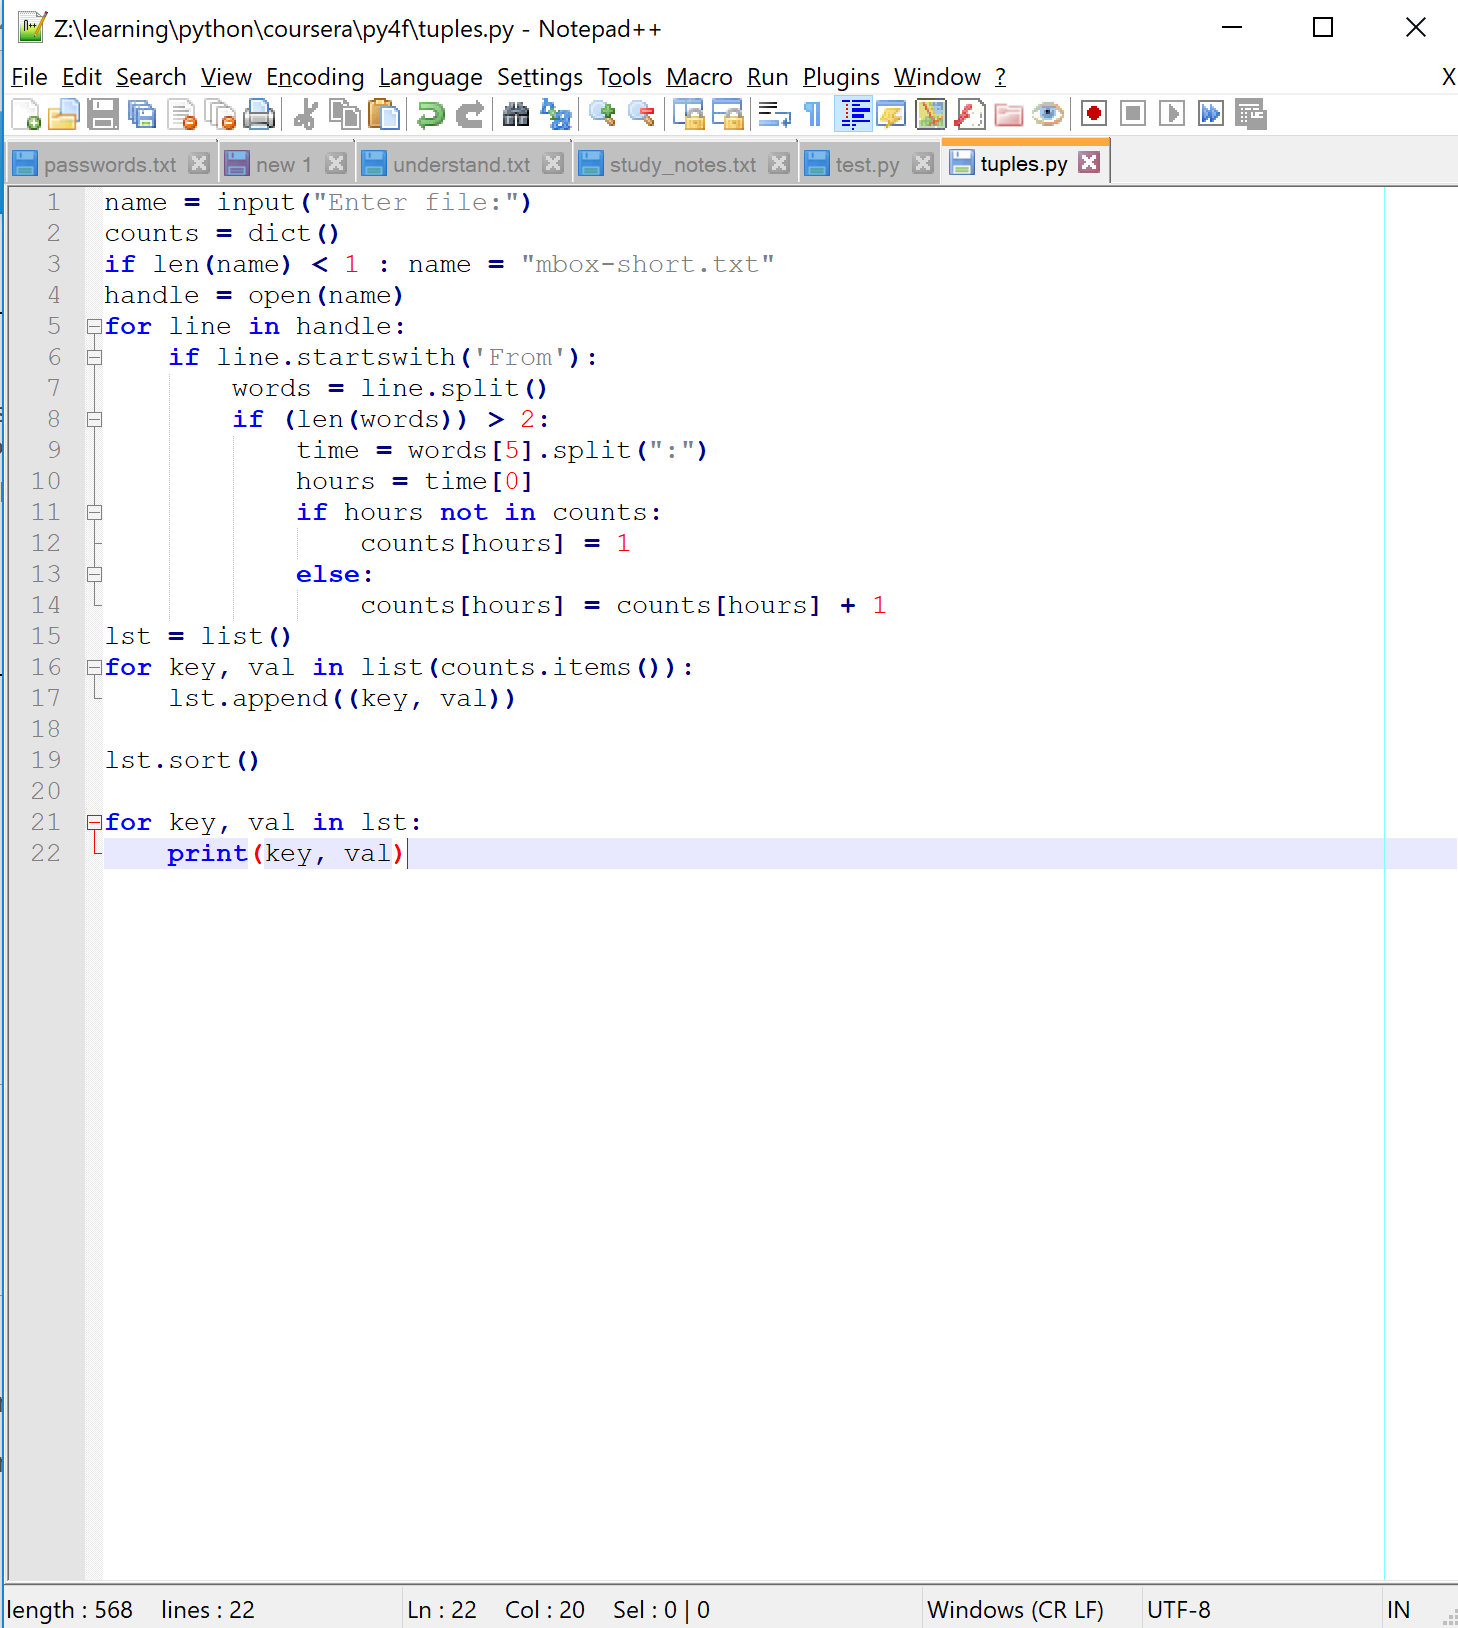 Z:\learning\python\coursera\py4f\tuples.py - Notepad++
File Edit Search View Encoding Language Settings Tools Macro Run Plugins Window ? X
passwords.txt new 1 understand.txt study_notes.txt test.py tuples.py
1 name = input("Enter file:")
2 counts = dict()
3 if len(name) < 1 : name = "mbox-short.txt"
4 handle = open(name)
5 for line in handle:
6     if line.startswith('From'):
7         words = line.split()
8         if (len(words)) > 2:
9             time = words[5].split(":")
10             hours = time[0]
11             if hours not in counts:
12                 counts[hours] = 1
13             else:
14                 counts[hours] = counts[hours] + 1
15 lst = list()
16 for key, val in list(counts.items()):
17     lst.append((key, val))
18
19 lst.sort()
20
21 for key, val in lst:
22     print(key, val)
length : 568 lines : 22 Ln : 22 Col : 20 Sel : 0 | 0 Windows (CR LF) UTF-8 IN